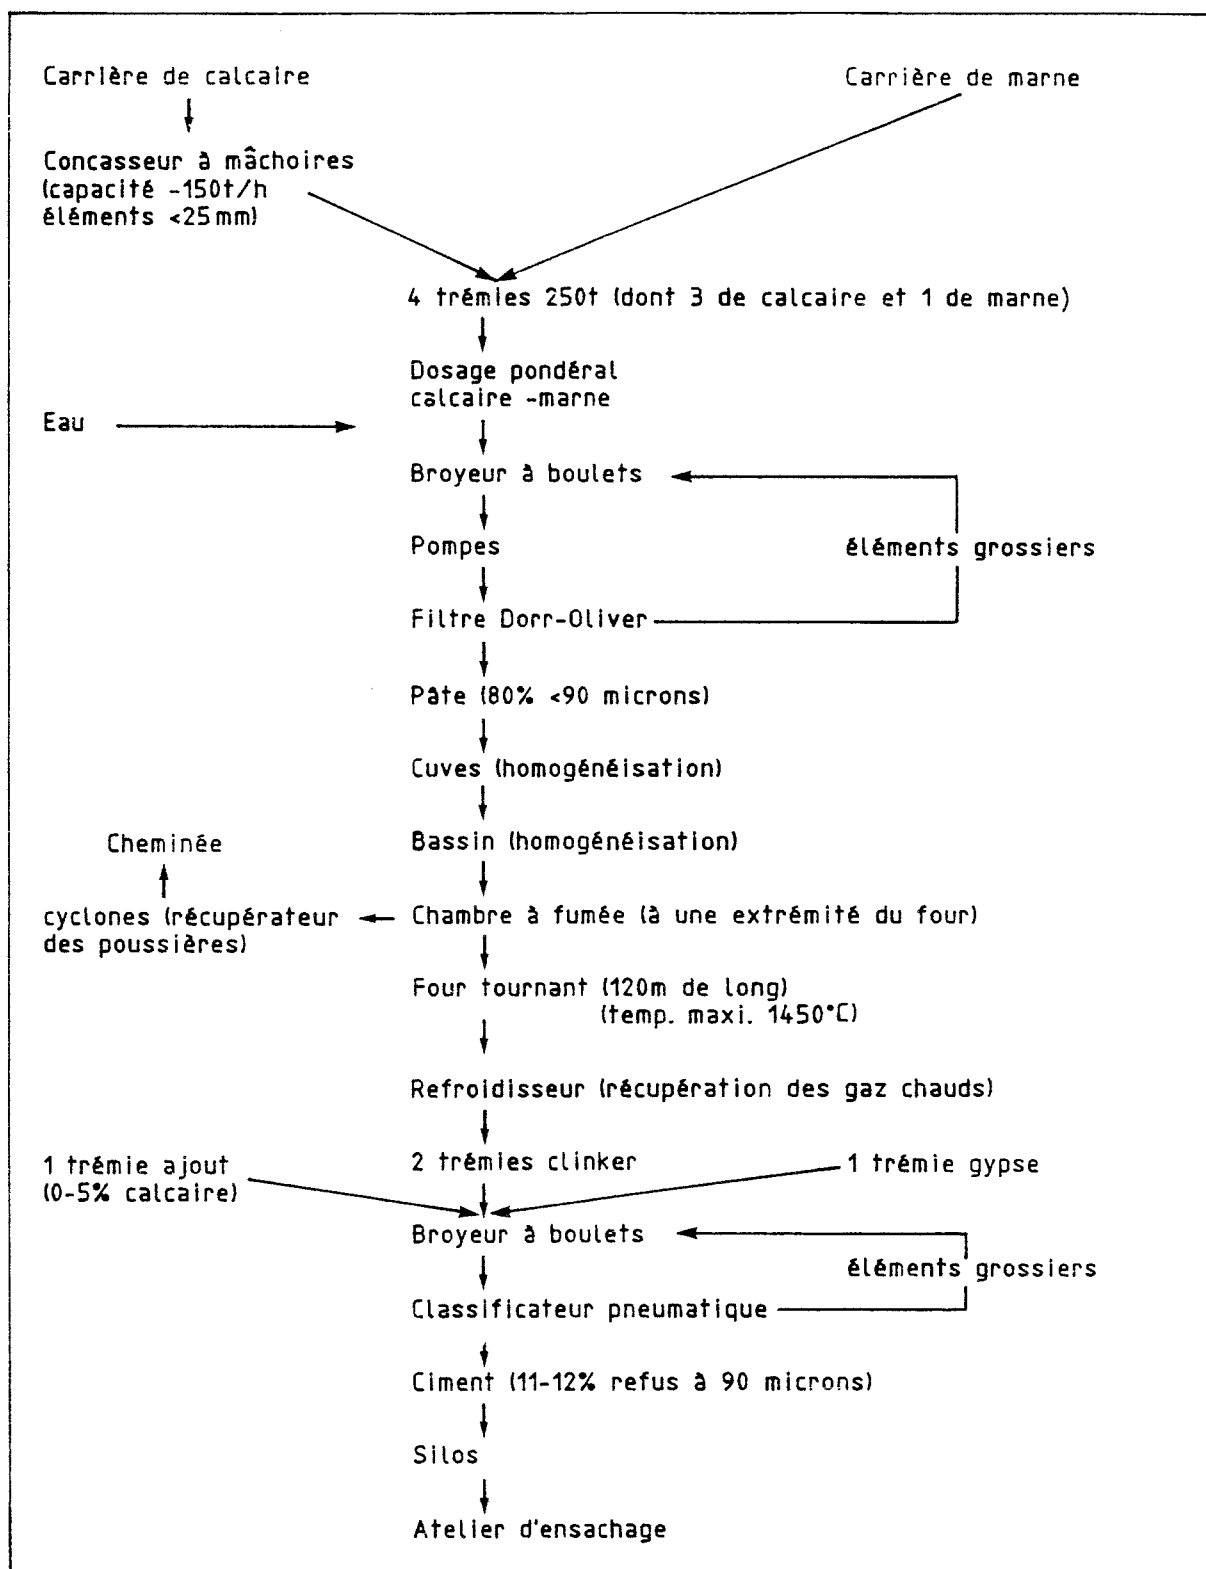 Carrière de calcaire
Carrière de marne
Concasseur à mâchoires
(capacité -150t/h
éléments <25mm)
4 trémies 250t (dont 3 de calcaire et 1 de marne)
Dosage pondéral
calcaire -marne
Eau
Broyeur à boulets
Pompes
éléments grossiers
Filtre Dorr-Oliver
Pâte (80% <90 microns)
Cuves (homogénéisation)
Cheminée
Bassin (homogénéisation)
cyclones (récupérateur
des poussières)
Chambre à fumée (à une extrémité du four)
Four tournant (120m de long)
(temp. maxi. 1450°C)
Refroidisseur (récupération des gaz chauds)
1 trémie ajout
(0-5% calcaire)
2 trémies clinker
1 trémie gypse
Broyeur à boulets
éléments grossiers
Classificateur pneumatique
Ciment (11-12% refus à 90 microns)
Silos
Atelier d'ensachage